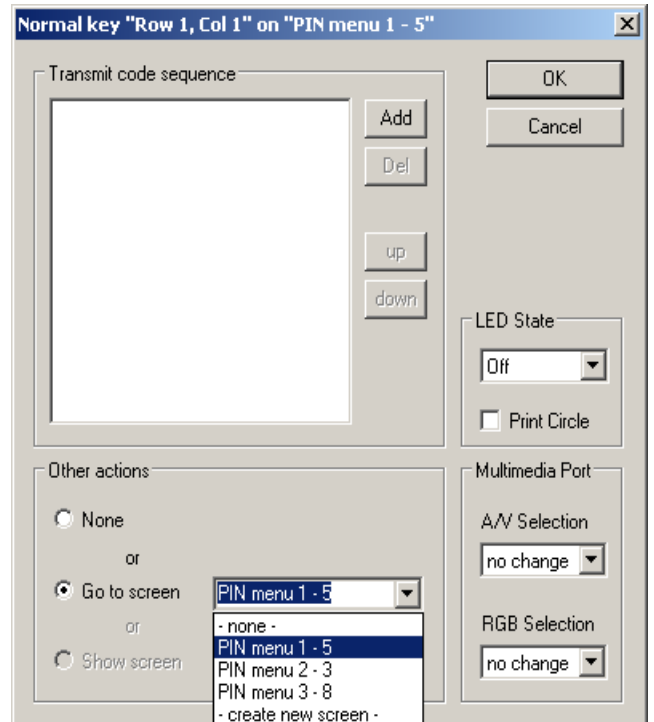 Normal key "Row 1, Col 1" on "PIN menu 1 - 5"
Transmit code sequence
Add
Del
up
down
OK
Cancel
LED State
Off
Print Circle
Other actions
None
or
Go to screen
PIN menu 1 - 5
or
Show screen
- none -
PIN menu 1 - 5
PIN menu 2 - 3
PIN menu 3 - 8
- create new screen -
Multimedia Port
A/V Selection
no change
RGB Selection
no change